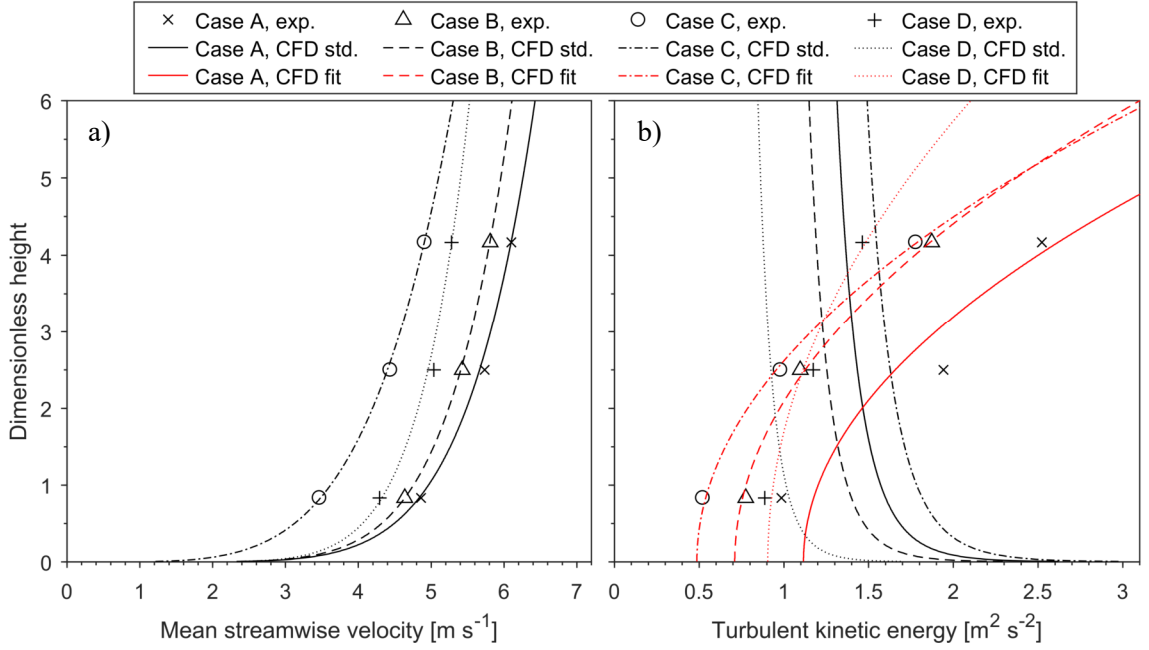 Case A, exp. Case B, exp. Case C, exp. Case D, exp.
Case A, CFD std. Case B, CFD std. Case C, CFD std. Case D, CFD std.
Case A, CFD fit Case B, CFD fit Case C, CFD fit Case D, CFD fit
a)
b)
6
5
4
3
2
1
0
Dimensionless height
0 1 2 3 4 5 6 7
0 0.5 1 1.5 2 2.5 3
Mean streamwise velocity [m s⁻¹]
Turbulent kinetic energy [m² s⁻²]